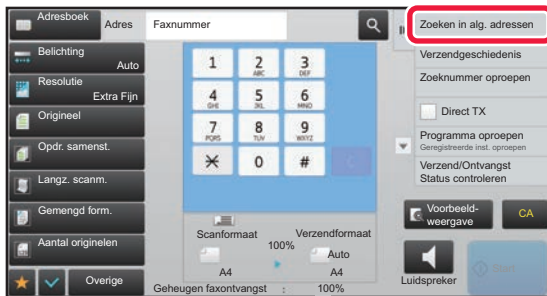 Adresboek
Adres
Faxnummer
Zoeken in alg. adressen
Belichting
Auto
Resolutie
Extra Fijn
Origineel
Opdr. samenst.
Langz. scanm.
Gemengd form.
Aantal originelen
Overige
1
2 ABC
3 DEF
4 GHI
5 JKL
6 MNO
7 PQRS
8 TUV
9 WXYZ
0
#
C
Scanformaat
100%
Verzendformaat
Auto
A4
A4
Geheugen faxontvangst : 100%
Verzendgeschiedenis
Zoeknummer oproepen
Direct TX
Programma oproepen
Geregistreerde inst. oproepen
Verzend/Ontvangst
Status controleren
Voorbeeld-
weergave
CA
Luidspreker
Start